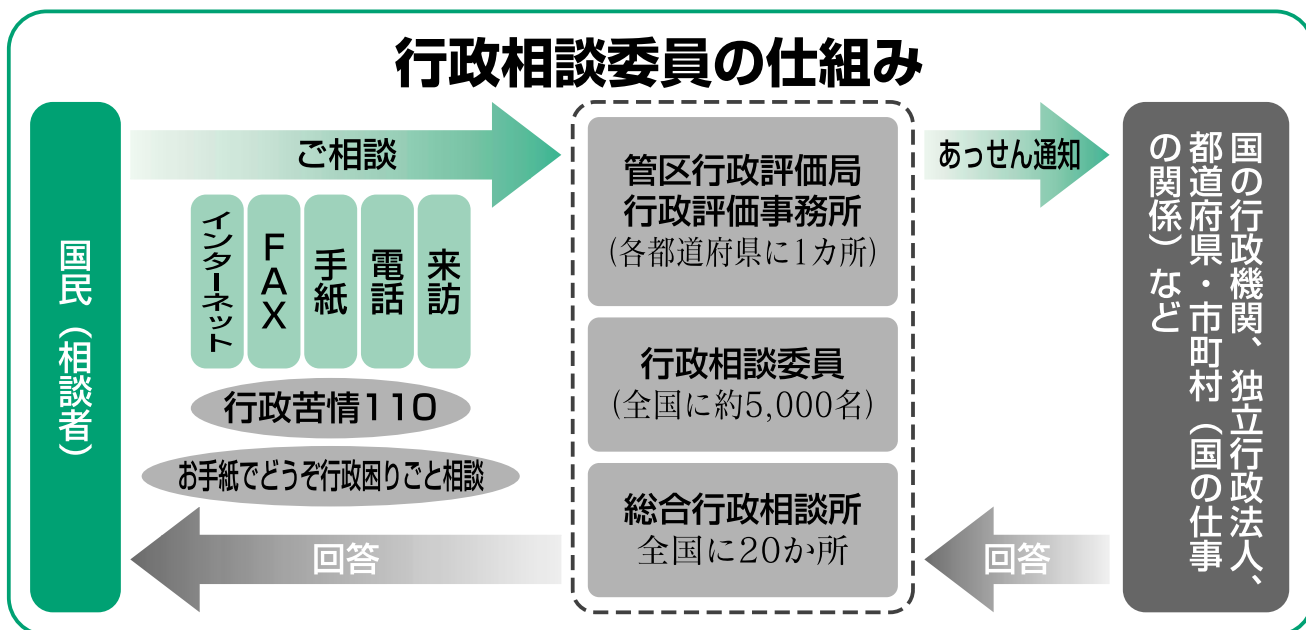 行政相談委員の仕組み
国民（相談者）
ご相談
インターネット
FAX
手紙
電話
来訪
行政苦情110
お手紙でどうぞ行政困りごと相談
回答
管区行政評価局
行政評価事務所
(各都道府県に1カ所)
行政相談委員
(全国に約5,000名)
総合行政相談所
全国に20か所
あっせん通知
回答
国の行政機関、独立行政法人、
都道府県・市町村（国の仕事
の関係）など